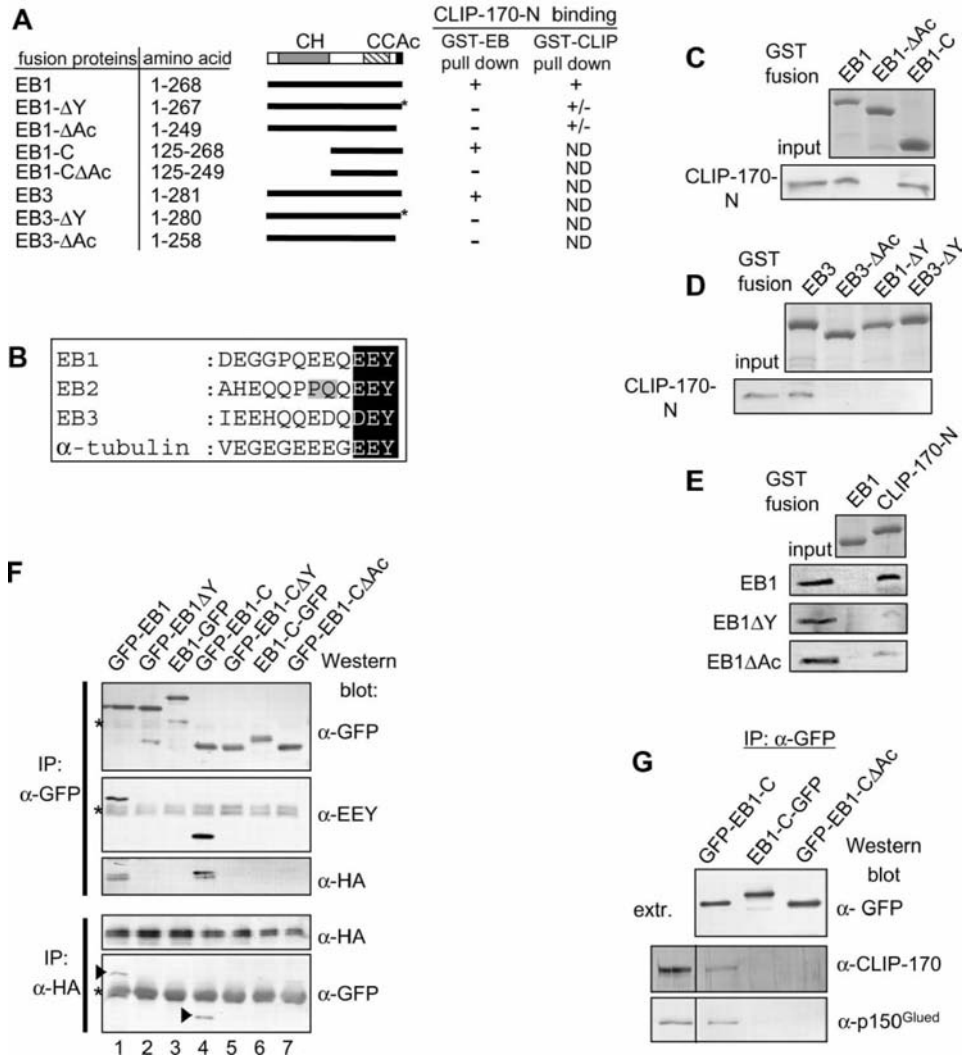 A
CLIP-170-N binding
fusion proteins amino acid CH CCAc GST-EB pull down GST-CLIP pull down
EB1 1-268 + +
EB1-ΔY 1-267 * - +/-
EB1-ΔAc 1-249 - +/-
EB1-C 125-268 + ND
EB1-CΔAc 125-249 - ND
EB3 1-281 + ND
EB3-ΔY 1-280 * - ND
EB3-ΔAc 1-258 - ND
ND
B
EB1 :DEGGPQEEQEEY
EB2 :AHEQQPPQQEEY
EB3 :IEEHQQEDQDEY
α-tubulin :VEGEGEEEGEEY
C
GST fusion
EB1 EB1-ΔAc EB1-C
input
CLIP-170-N
D
GST fusion
EB3 EB3-ΔAc EB1-ΔY EB3-ΔY
input
CLIP-170-N
E
GST fusion
EB1 CLIP-170-N
input
EB1
EB1ΔY
EB1ΔAc
F
GFP-EB1 GFP-EB1ΔY EB1-GFP GFP-EB1-C GFP-EB1-CΔY EB1-C-GFP GFP-EB1-CΔAc
Western blot:
IP: α-GFP
* α-GFP
* α-EEY
α-HA
IP: α-HA
α-HA
* α-GFP
1 2 3 4 5 6 7
G
IP: α-GFP
GFP-EB1-C EB1-C-GFP GFP-EB1-CΔAc
Western blot
extr.
α- GFP
α-CLIP-170
α-p150Glued